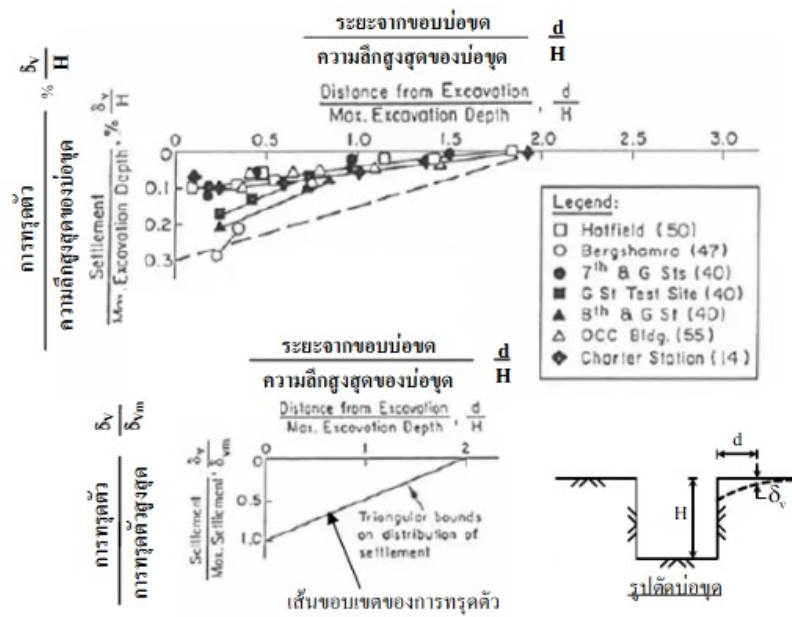 ระยะจากขอบบ่อขุด d
ความลึกสูงสุดของบ่อขุด H
Distance from Excavation , d
Max. Excavation Depth H
การทรุดตัว % δv
ความลึกสูงสุดของบ่อขุด H
Settlement , % δv
Max. Excavation Depth H
0 0.5 1.0 1.5 2.0 2.5 3.0
0
0.1
0.2
0.3
Legend:
Hatfield (50)
Bergshamra (47)
7th & G Sts (40)
G St Test Site (40)
8th & G St (40)
OCC Bldg. (55)
Charter Station (14)
ระยะจากขอบบ่อขุด d
ความลึกสูงสุดของบ่อขุด H
Distance from Excavation , d
Max. Excavation Depth H
การทรุดตัว δv
การทรุดตัวสูงสุด δvm
Settlement , δv
Max. Settlement δvm
0 1 2
0
0.5
1.0
Triangular bounds
on distribution of
settlement
เส้นขอบเขตของการทรุดตัว
d
H
δv
รูปตัดบ่อขุด